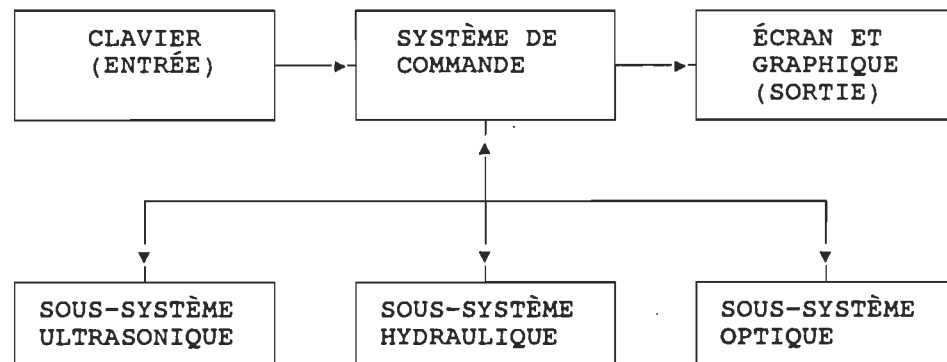 CLAVIER
(ENTRÉE)
SYSTÈME DE
COMMANDE
ÉCRAN ET
GRAPHIQUE
(SORTIE)
SOUS-SYSTÈME
ULTRASONIQUE
SOUS-SYSTÈME
HYDRAULIQUE
SOUS-SYSTÈME
OPTIQUE